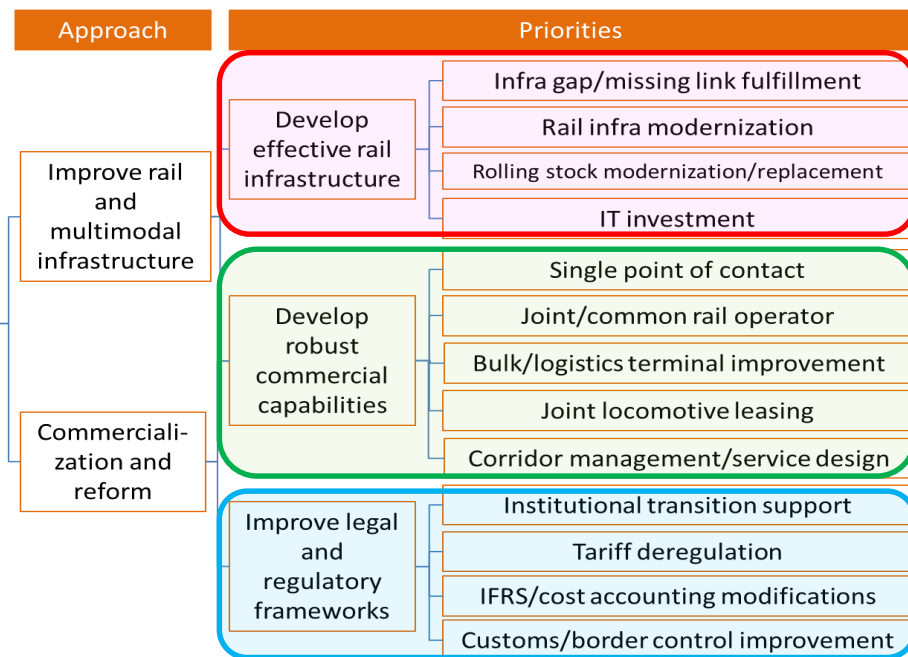 Approach
Priorities
Improve rail
and
multimodal
infrastructure
Commerciali-
zation and
reform
Develop
effective rail
infrastructure
Infra gap/missing link fulfillment
Rail infra modernization
Rolling stock modernization/replacement
IT investment
Develop
robust
commercial
capabilities
Single point of contact
Joint/common rail operator
Bulk/logistics terminal improvement
Joint locomotive leasing
Corridor management/service design
Improve legal
and
regulatory
frameworks
Institutional transition support
Tariff deregulation
IFRS/cost accounting modifications
Customs/border control improvement